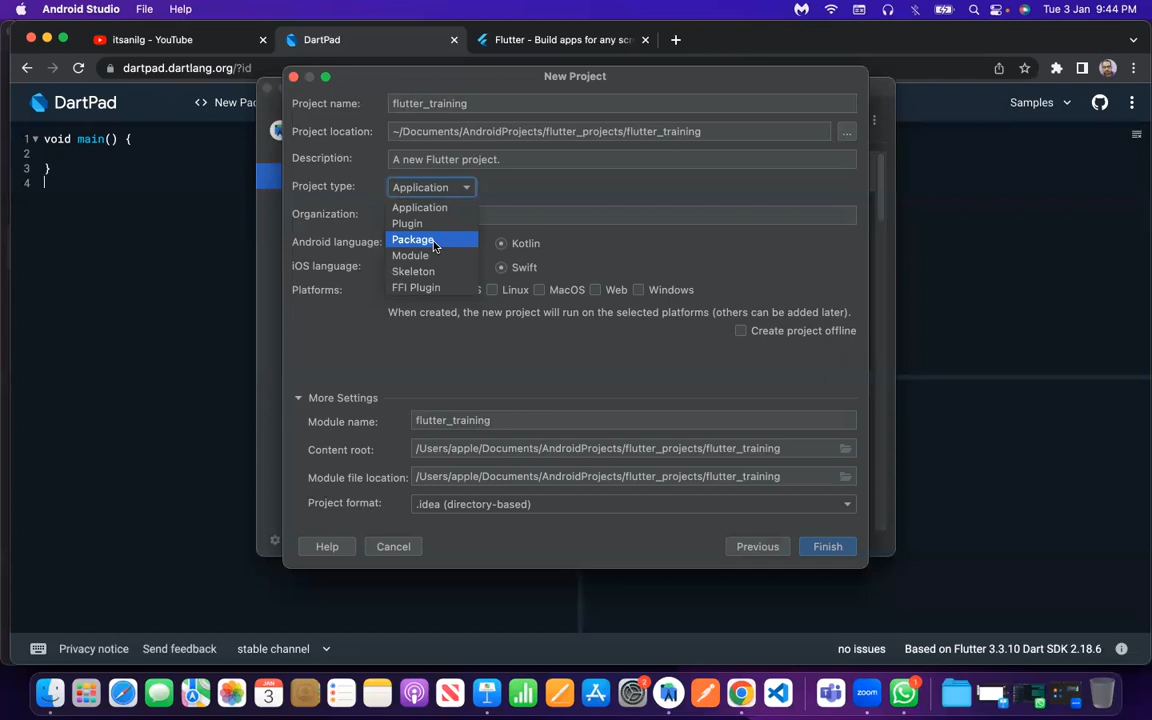 Android Studio File Help Tue 3 Jan 9:44 PM
itsanilg - YouTube DartPad Flutter - Build apps for any scr
dartpad.dartlang.org/?id
DartPad <> New Pad Samples
New Project
Project name: flutter_training
Project location: ~/Documents/AndroidProjects/flutter_projects/flutter_training ...
Description: A new Flutter project.
Project type: Application
Application
Plugin
Package
Module
Skeleton
FFI Plugin
Organization:
Android language: Kotlin
iOS language: Swift
Platforms: S Linux MacOS Web Windows
When created, the new project will run on the selected platforms (others can be added later).
Create project offline
More Settings
Module name: flutter_training
Content root: /Users/apple/Documents/AndroidProjects/flutter_projects/flutter_training
Module file location: /Users/apple/Documents/AndroidProjects/flutter_projects/flutter_training
Project format: .idea (directory-based)
Help Cancel Previous Finish
1 void main() {
2
3 }
4
Privacy notice Send feedback stable channel no issues Based on Flutter 3.3.10 Dart SDK 2.18.6
JAN
3
2
1